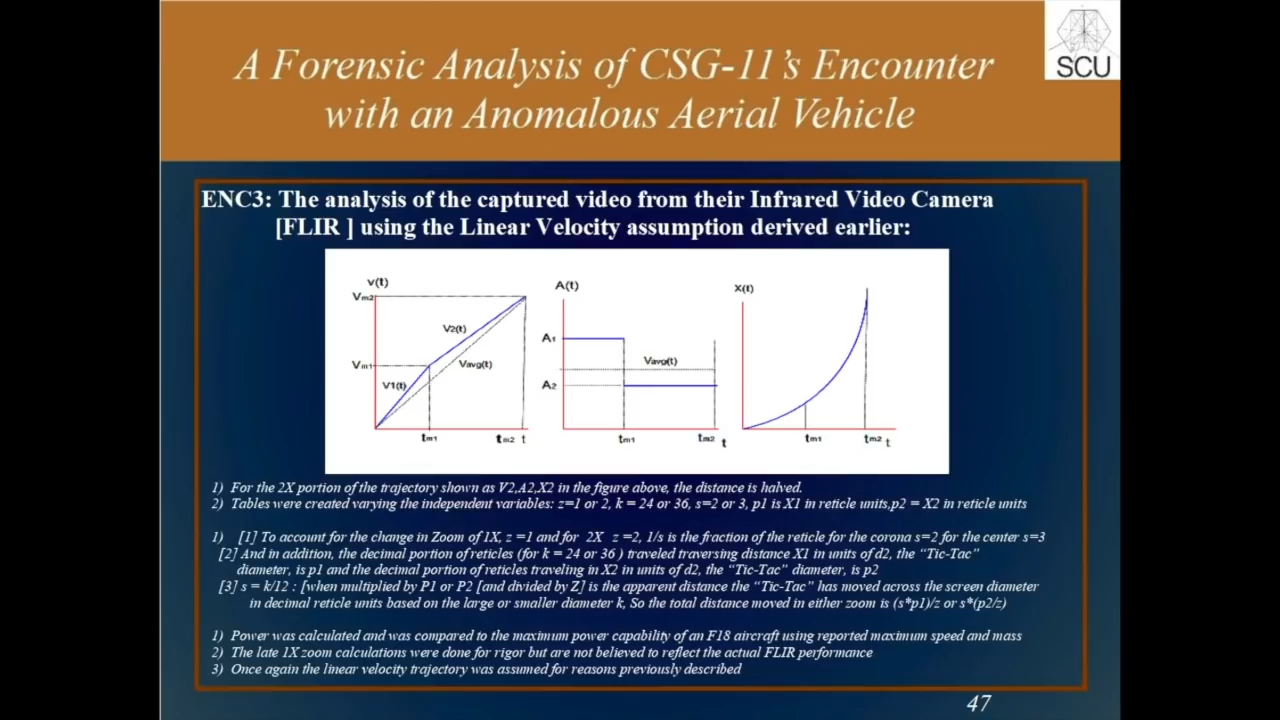 SCU
A Forensic Analysis of CSG-11's Encounter
with an Anomalous Aerial Vehicle
ENC3: The analysis of the captured video from their Infrared Video Camera
[FLIR ] using the Linear Velocity assumption derived earlier:
v(t)
Vm2
V2(t)
Vm1
Vavg(t)
V1(t)
tm1
tm2 t
A(t)
A1
Vavg(t)
A2
tm1
tm2 t
X(t)
tm1
tm2 t
1) For the 2X portion of the trajectory shown as V2,A2,X2 in the figure above, the distance is halved.
2) Tables were created varying the independent variables: z=1 or 2, k = 24 or 36, s=2 or 3, p1 is X1 in reticle units,p2 = X2 in reticle units
1) [1] To account for the change in Zoom of 1X, z =1 and for 2X z =2, 1/s is the fraction of the reticle for the corona s=2 for the center s=3
[2] And in addition, the decimal portion of reticles (for k = 24 or 36 ) traveled traversing distance X1 in units of d2, the “Tic-Tac”
diameter, is p1 and the decimal portion of reticles traveling in X2 in units of d2, the “Tic-Tac” diameter, is p2
[3] s = k/12 : [when multiplied by P1 or P2 [and divided by Z] is the apparent distance the “Tic-Tac” has moved across the screen diameter
in decimal reticle units based on the large or smaller diameter k, So the total distance moved in either zoom is (s*p1)/z or s*(p2/z)
1) Power was calculated and was compared to the maximum power capability of an F18 aircraft using reported maximum speed and mass
2) The late 1X zoom calculations were done for rigor but are not believed to reflect the actual FLIR performance
3) Once again the linear velocity trajectory was assumed for reasons previously described
47